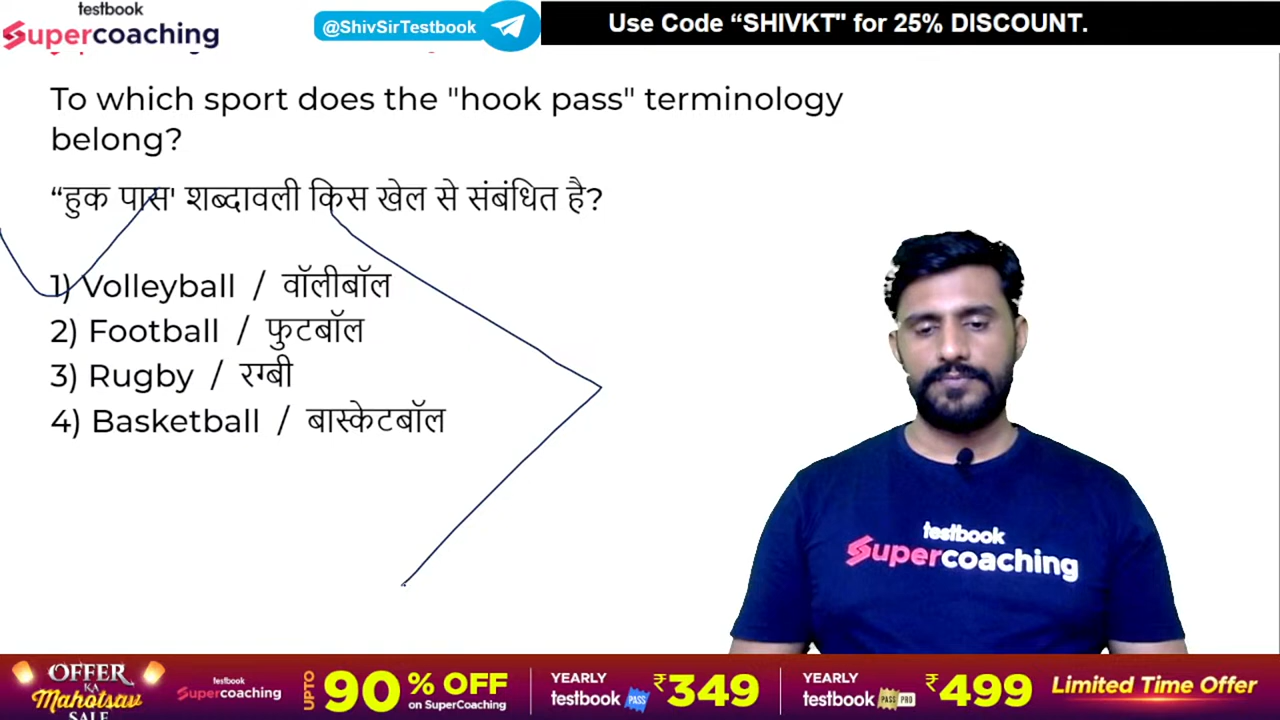 testbook
Supercoaching
@ShivSirTestbook
Use Code “SHIVKT" for 25% DISCOUNT.
To which sport does the "hook pass" terminology
belong?
“हुक पास' शब्दावली किस खेल से संबंधित है?
1) Volleyball / वॉलीबॉल
2) Football / फुटबॉल
3) Rugby / रग्बी
4) Basketball / बास्केटबॉल
testbook
Supercoaching
OFFER
KA
MAHOTSAV
SALE
testbook
Supercoaching
UPTO
90% OFF
on SuperCoaching
YEARLY
testbook PASS
₹349
YEARLY
testbook PASS PRO
₹499
Limited Time Offer